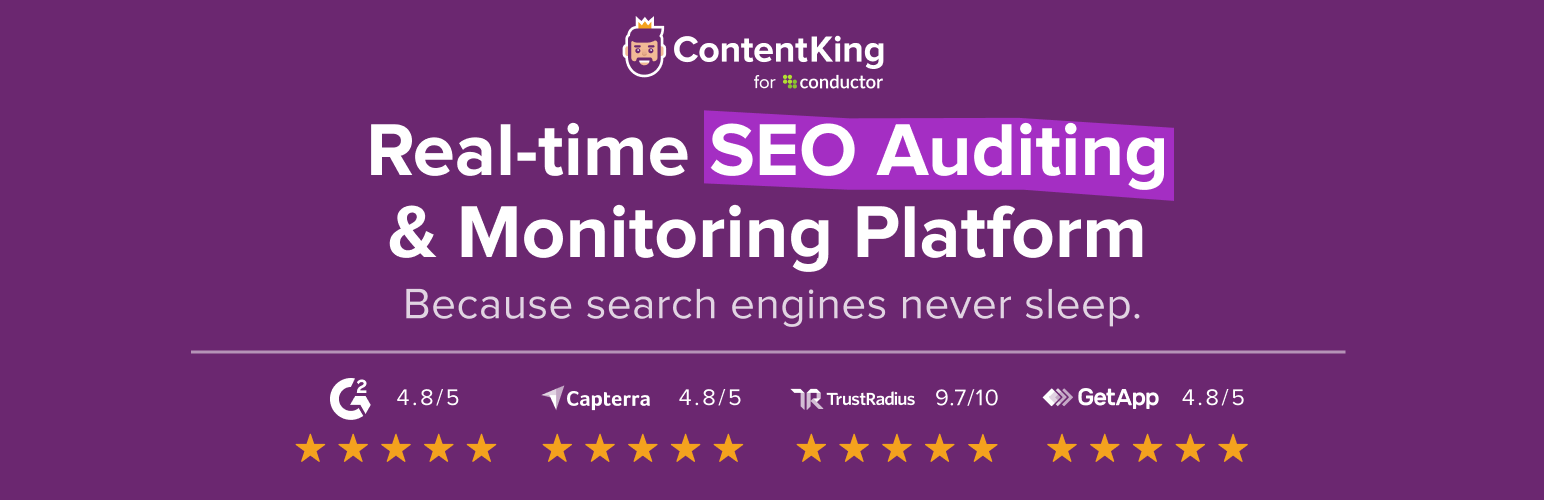 ContentKing
for conductor
Real-time SEO Auditing
& Monitoring Platform
Because search engines never sleep.
G2 4.8/5 Capterra 4.8/5 TrustRadius 9.7/10 GetApp 4.8/5